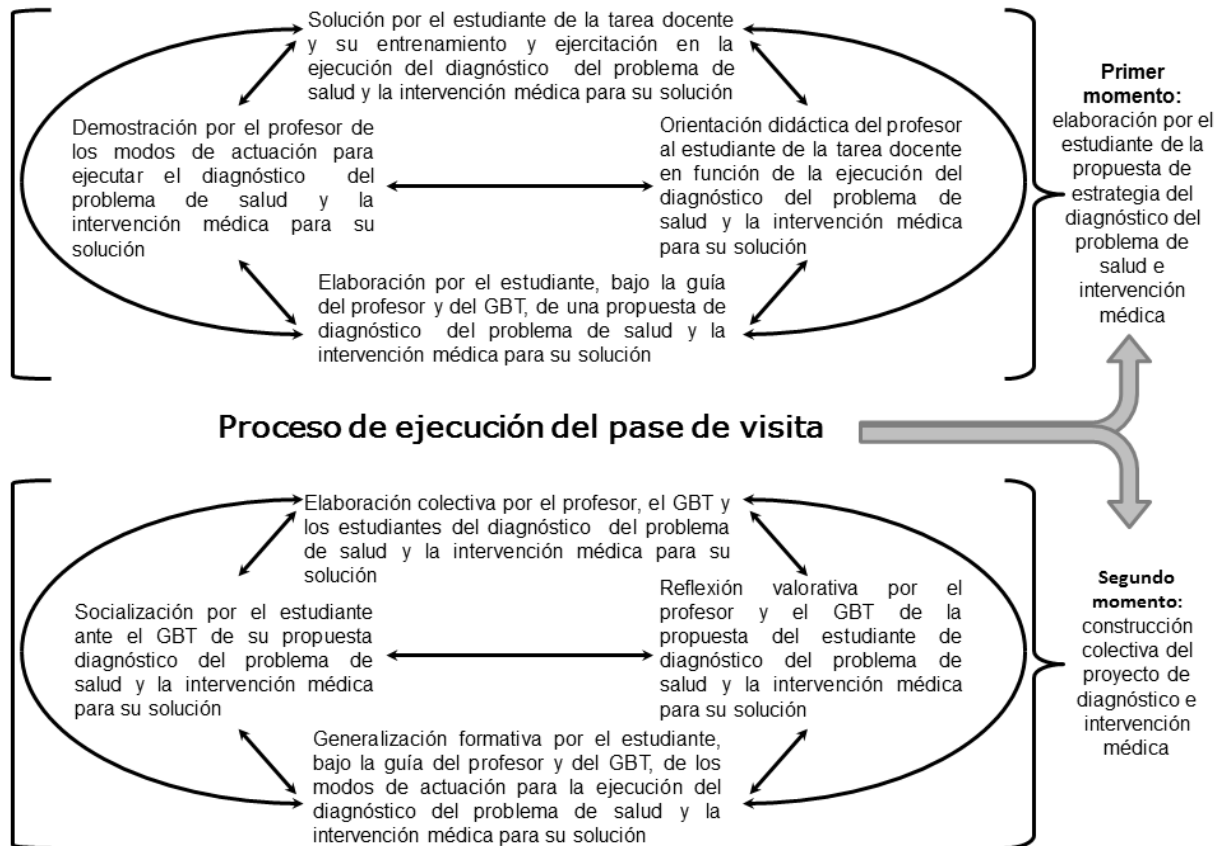 Solución por el estudiante de la tarea docente
y su entrenamiento y ejercitación en la
ejecución del diagnóstico del problema de
salud y la intervención médica para su solución
Demostración por el profesor de
los modos de actuación para
ejecutar el diagnóstico del
problema de salud y la
intervención médica para su
solución
Orientación didáctica del profesor
al estudiante de la tarea docente
en función de la ejecución del
diagnóstico del problema de
salud y la intervención médica
para su solución
Elaboración por el estudiante, bajo la guía
del profesor y del GBT, de una propuesta de
diagnóstico del problema de salud y la
intervención médica para su solución
Primer
momento:
elaboración por el
estudiante de la
propuesta de
estrategia del
diagnóstico del
problema de
salud e
intervención
médica
Proceso de ejecución del pase de visita
Elaboración colectiva por el profesor, el GBT y
los estudiantes del diagnóstico del problema
de salud y la intervención médica para su
solución
Socialización por el estudiante
ante el GBT de su propuesta
diagnóstico del problema de
salud y la intervención médica
para su solución
Reflexión valorativa por el
profesor y el GBT de la
propuesta del estudiante de
diagnóstico del problema de
salud y la intervención médica
para su solución
Generalización formativa por el estudiante,
bajo la guía del profesor y del GBT, de los
modos de actuación para la ejecución del
diagnóstico del problema de salud y la
intervención médica para su solución
Segundo
momento:
construcción
colectiva del
proyecto de
diagnóstico e
intervención
médica